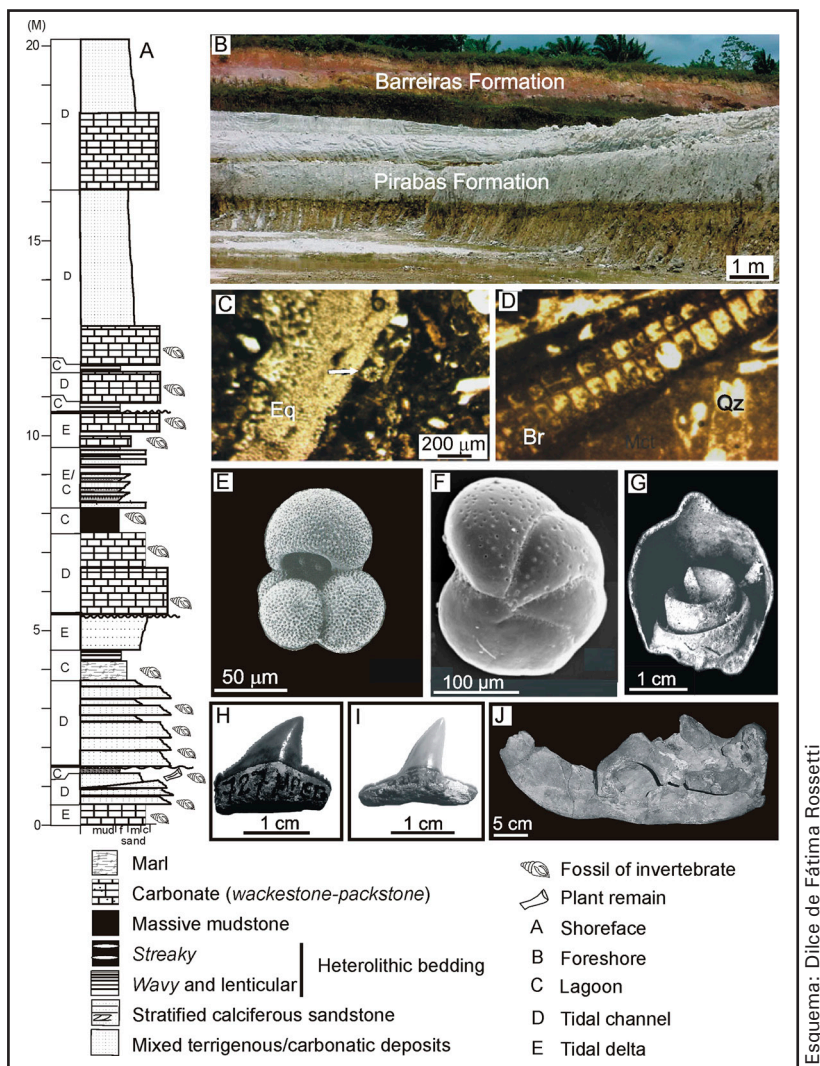 (M)
20
A
D
15
D
C
D
C
E
10
E/
C
C
D
5
E
C
D
C
D
E
0
mud f m c
sand
B
Barreiras Formation
Pirabas Formation
1 m
C
Eq
200 μm
D
Br
Mct
Qz
E
50 μm
F
100 μm
G
1 cm
H
1 cm
I
1 cm
J
5 cm
Marl
Carbonate (wackestone-packstone)
Massive mudstone
Streaky
Wavy and lenticular
Heterolithic bedding
Stratified calciferous sandstone
Mixed terrigenous/carbonatic deposits
Fossil of invertebrate
Plant remain
A Shoreface
B Foreshore
C Lagoon
D Tidal channel
E Tidal delta
Esquema: Dilce de Fátima Rossetti